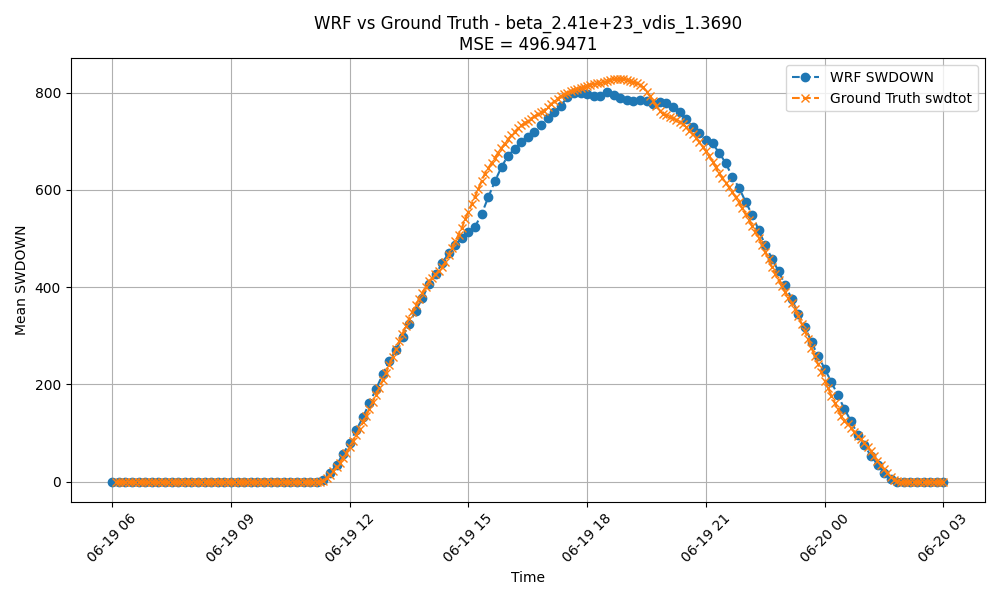 WRF vs Ground Truth - beta_2.41e+23_vdis_1.3690
MSE = 496.9471
WRF SWDOWN
Ground Truth swdtot
Mean SWDOWN
800
600
400
200
0
06-19 06
06-19 09
06-19 12
06-19 15
06-19 18
06-19 21
06-20 00
06-20 03
Time